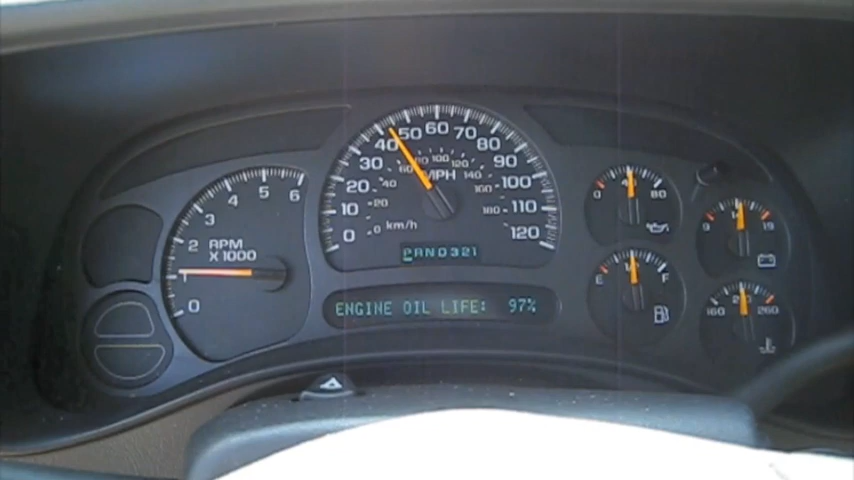 0 1 2 3 4 5 6
RPM
X1000
0 10 20 30 40 50 60 70 80 90 100 110 120
MPH
0 20 40 60 80 100 120 140 160 180
km/h
PRND321
ENGINE OIL LIFE: 97%
0 80
9 19
E F
160 260